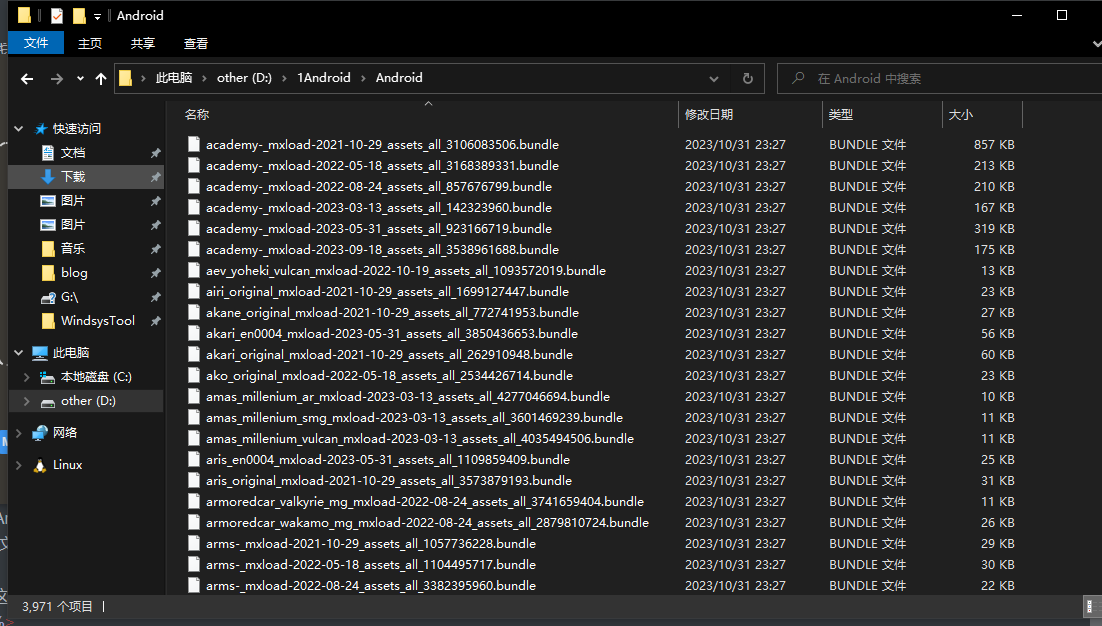 Android
文件 主页 共享 查看
此电脑 other (D:) 1Android Android 在 Android 中搜索
名称 修改日期 类型 大小
快速访问
文档
下载
图片
图片
音乐
blog
G:\
WindsysTool
此电脑
本地磁盘 (C:)
other (D:)
网络
Linux
academy-_mxload-2021-10-29_assets_all_3106083506.bundle 2023/10/31 23:27 BUNDLE 文件 857 KB
academy-_mxload-2022-05-18_assets_all_3168389331.bundle 2023/10/31 23:27 BUNDLE 文件 213 KB
academy-_mxload-2022-08-24_assets_all_857676799.bundle 2023/10/31 23:27 BUNDLE 文件 210 KB
academy-_mxload-2023-03-13_assets_all_142323960.bundle 2023/10/31 23:27 BUNDLE 文件 167 KB
academy-_mxload-2023-05-31_assets_all_923166719.bundle 2023/10/31 23:27 BUNDLE 文件 319 KB
academy-_mxload-2023-09-18_assets_all_3538961688.bundle 2023/10/31 23:27 BUNDLE 文件 175 KB
aev_yoheki_vulcan_mxload-2022-10-19_assets_all_1093572019.bundle 2023/10/31 23:27 BUNDLE 文件 13 KB
airi_original_mxload-2021-10-29_assets_all_1699127447.bundle 2023/10/31 23:27 BUNDLE 文件 23 KB
akane_original_mxload-2021-10-29_assets_all_772741953.bundle 2023/10/31 23:27 BUNDLE 文件 27 KB
akari_en0004_mxload-2023-05-31_assets_all_3850436653.bundle 2023/10/31 23:27 BUNDLE 文件 56 KB
akari_original_mxload-2021-10-29_assets_all_262910948.bundle 2023/10/31 23:27 BUNDLE 文件 60 KB
ako_original_mxload-2022-05-18_assets_all_2534426714.bundle 2023/10/31 23:27 BUNDLE 文件 23 KB
amas_millenium_ar_mxload-2023-03-13_assets_all_4277046694.bundle 2023/10/31 23:27 BUNDLE 文件 10 KB
amas_millenium_smg_mxload-2023-03-13_assets_all_3601469239.bundle 2023/10/31 23:27 BUNDLE 文件 11 KB
amas_millenium_vulcan_mxload-2023-03-13_assets_all_4035494506.bundle 2023/10/31 23:27 BUNDLE 文件 11 KB
aris_en0004_mxload-2023-05-31_assets_all_1109859409.bundle 2023/10/31 23:27 BUNDLE 文件 25 KB
aris_original_mxload-2021-10-29_assets_all_3573879193.bundle 2023/10/31 23:27 BUNDLE 文件 31 KB
armoredcar_valkyrie_mg_mxload-2022-08-24_assets_all_3741659404.bundle 2023/10/31 23:27 BUNDLE 文件 11 KB
armoredcar_wakamo_mg_mxload-2022-08-24_assets_all_2879810724.bundle 2023/10/31 23:27 BUNDLE 文件 26 KB
arms-_mxload-2021-10-29_assets_all_1057736228.bundle 2023/10/31 23:27 BUNDLE 文件 29 KB
arms-_mxload-2022-05-18_assets_all_1104495717.bundle 2023/10/31 23:27 BUNDLE 文件 30 KB
arms-_mxload-2022-08-24_assets_all_3382395960.bundle 2023/10/31 23:27 BUNDLE 文件 22 KB
3,971 个项目